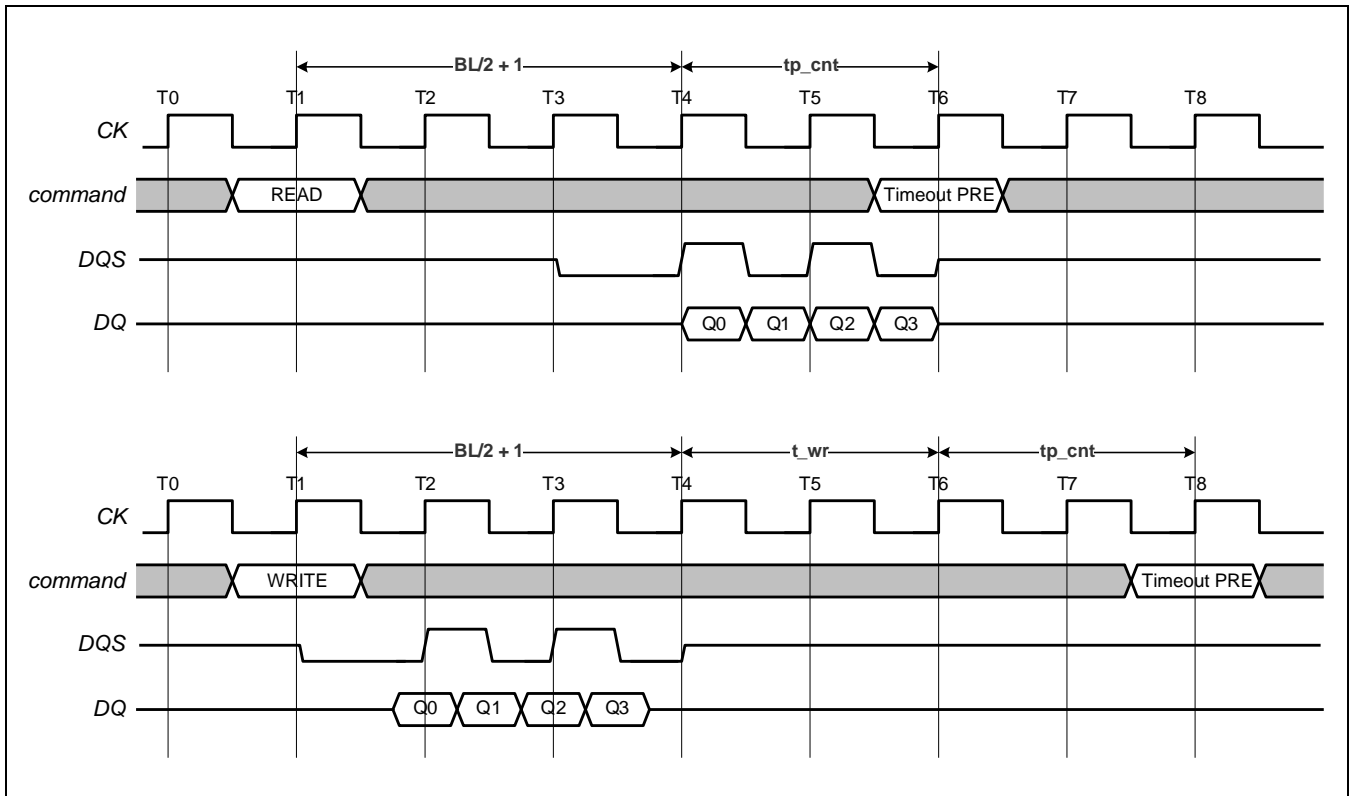 BL/2 + 1 tp_cnt
T0 T1 T2 T3 T4 T5 T6 T7 T8
CK
command READ Timeout PRE
DQS
DQ Q0 Q1 Q2 Q3
BL/2 + 1 t_wr tp_cnt
T0 T1 T2 T3 T4 T5 T6 T7 T8
CK
command WRITE Timeout PRE
DQS
DQ Q0 Q1 Q2 Q3